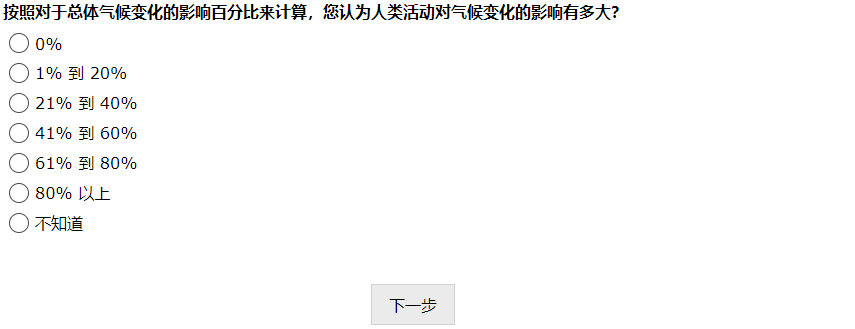 按照对于总体气候变化的影响百分比来计算，您认为人类活动对气候变化的影响有多大?
0%
1% 到 20%
21% 到 40%
41% 到 60%
61% 到 80%
80% 以上
不知道
下一步